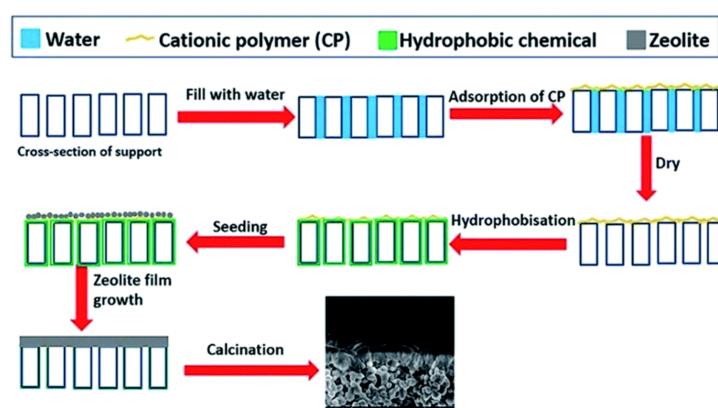 Water Cationic polymer (CP) Hydrophobic chemical Zeolite
Fill with water
Adsorption of CP
Cross-section of support
Dry
Hydrophobisation
Seeding
Zeolite film
growth
Calcination